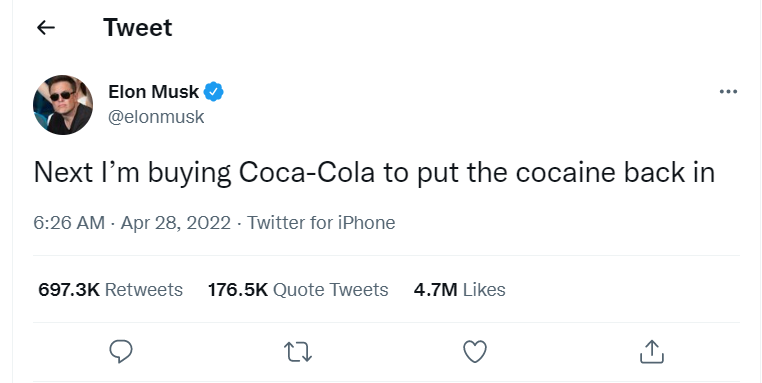 Tweet
Elon Musk
@elonmusk
Next I’m buying Coca-Cola to put the cocaine back in
6:26 AM · Apr 28, 2022 · Twitter for iPhone
697.3K Retweets 176.5K Quote Tweets 4.7M Likes